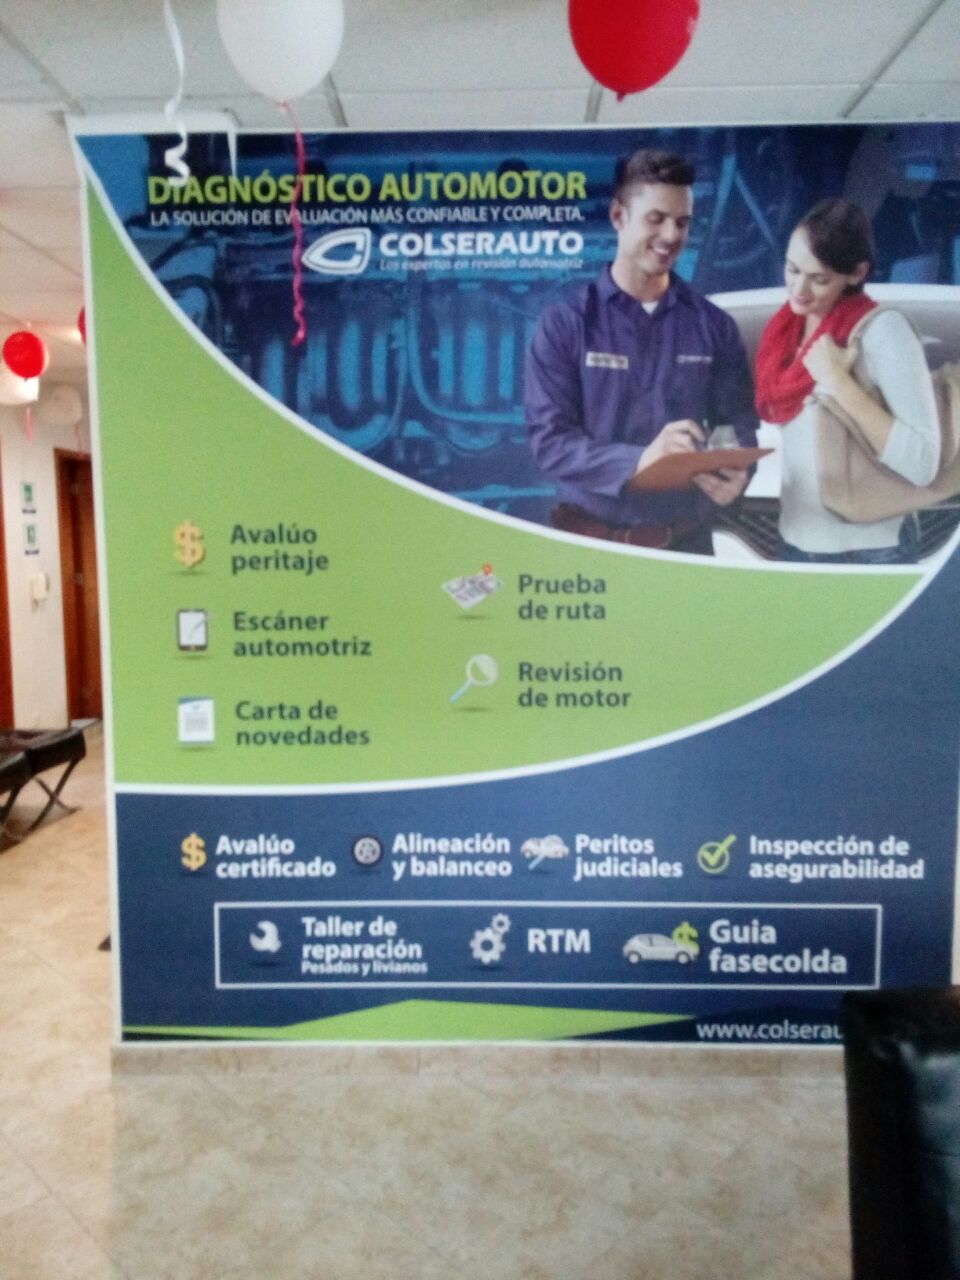 DIAGNÓSTICO AUTOMOTOR
LA SOLUCIÓN DE EVALUACIÓN MÁS CONFIABLE Y COMPLETA.
COLSERAUTO
Los expertos en revisión automotriz
Avalúo
peritaje
Escáner
automotriz
Carta de
novedades
Prueba
de ruta
Revisión
de motor
Avalúo
certificado
Alineación
y balanceo
Peritos
judiciales
Inspección de
asegurabilidad
Taller de
reparación
Pesados y livianos
RTM
Guia
fasecolda
www.colserau